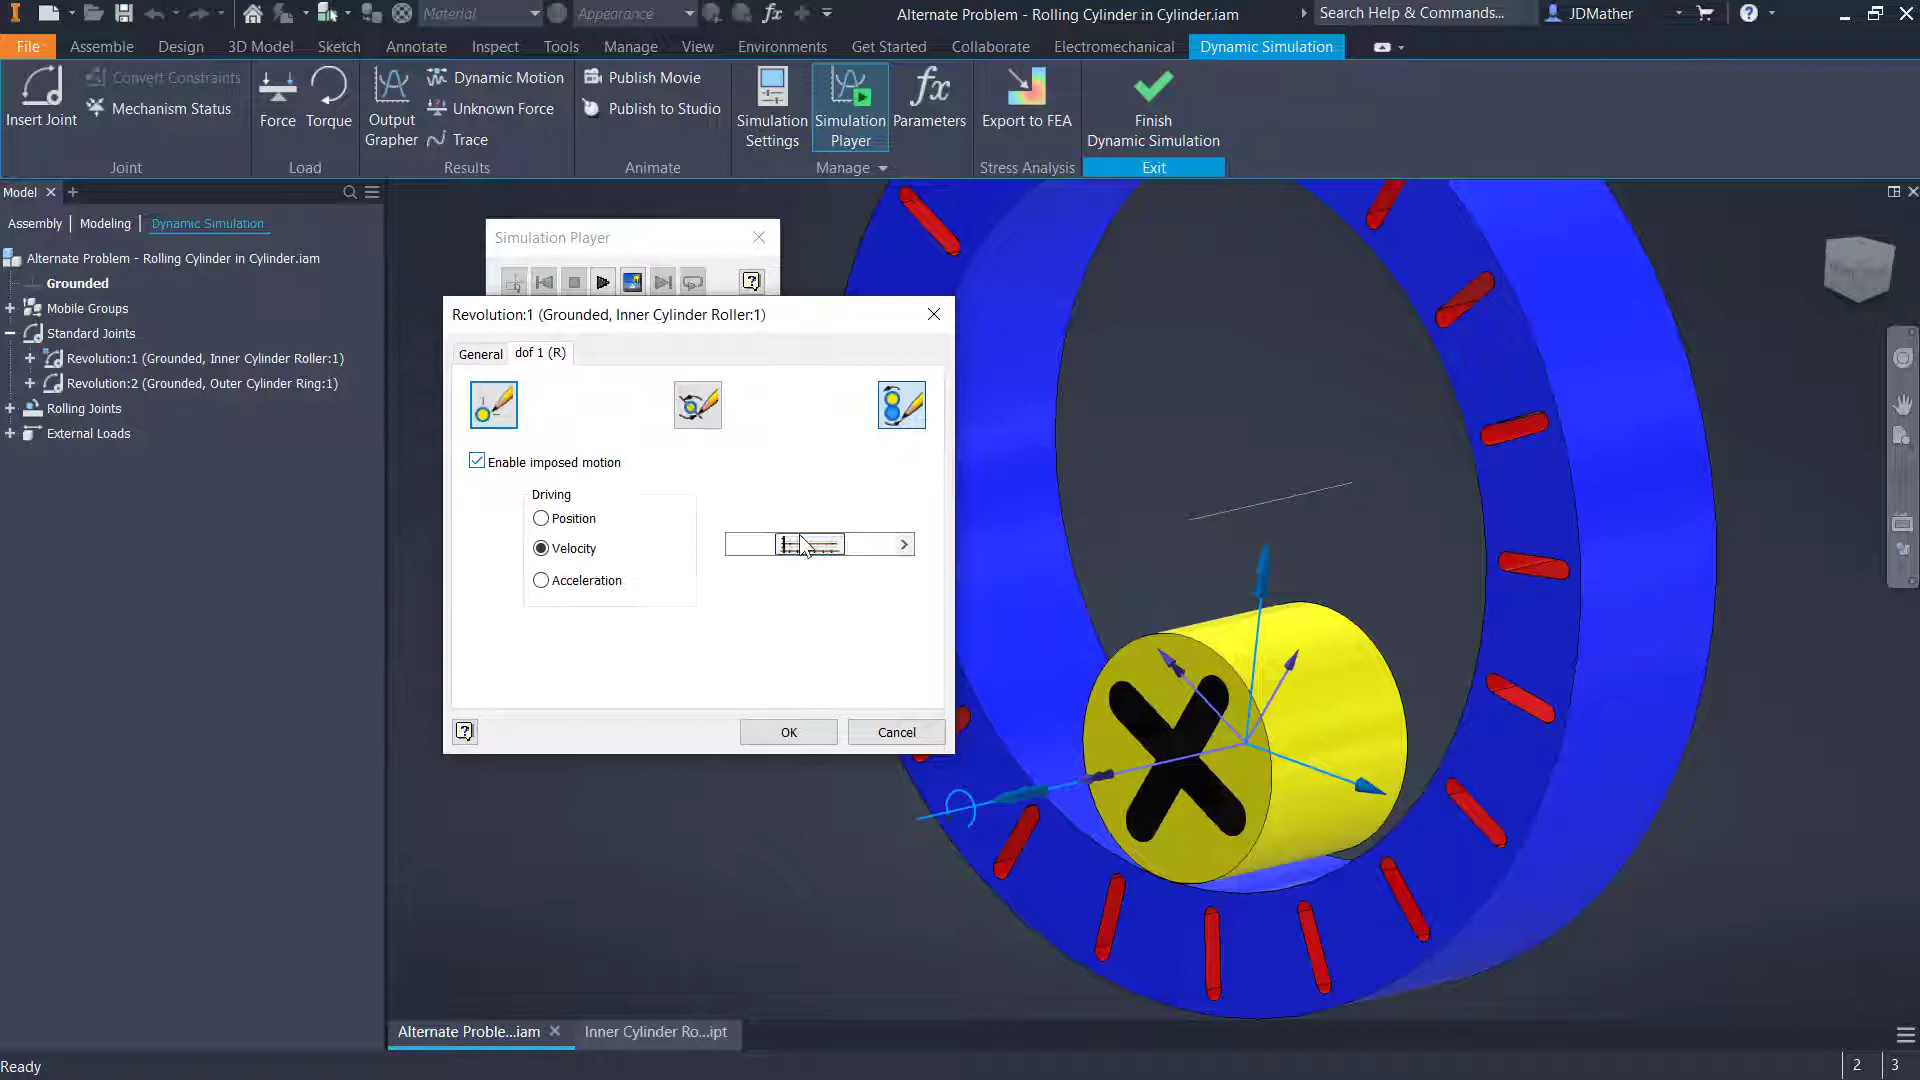 Material
Appearance
fx
Alternate Problem - Rolling Cylinder in Cylinder.iam
Search Help & Commands...
JDMather
File
Assemble
Design
3D Model
Sketch
Annotate
Inspect
Tools
Manage
View
Environments
Get Started
Collaborate
Electromechanical
Dynamic Simulation
Insert Joint
Convert Constraints
Mechanism Status
Joint
Force
Torque
Load
Output
Grapher
Dynamic Motion
Unknown Force
Trace
Results
Publish Movie
Publish to Studio
Animate
Simulation
Settings
Simulation
Player
fx
Parameters
Manage
Export to FEA
Stress Analysis
Finish
Dynamic Simulation
Exit
Model
Assembly
Modeling
Dynamic Simulation
Alternate Problem - Rolling Cylinder in Cylinder.iam
Grounded
Mobile Groups
Standard Joints
Revolution:1 (Grounded, Inner Cylinder Roller:1)
Revolution:2 (Grounded, Outer Cylinder Ring:1)
Rolling Joints
External Loads
Simulation Player
Revolution:1 (Grounded, Inner Cylinder Roller:1)
General
dof 1 (R)
Enable imposed motion
Driving
Position
Velocity
Acceleration
OK
Cancel
Alternate Proble...iam
Inner Cylinder Ro...ipt
Ready
2
3